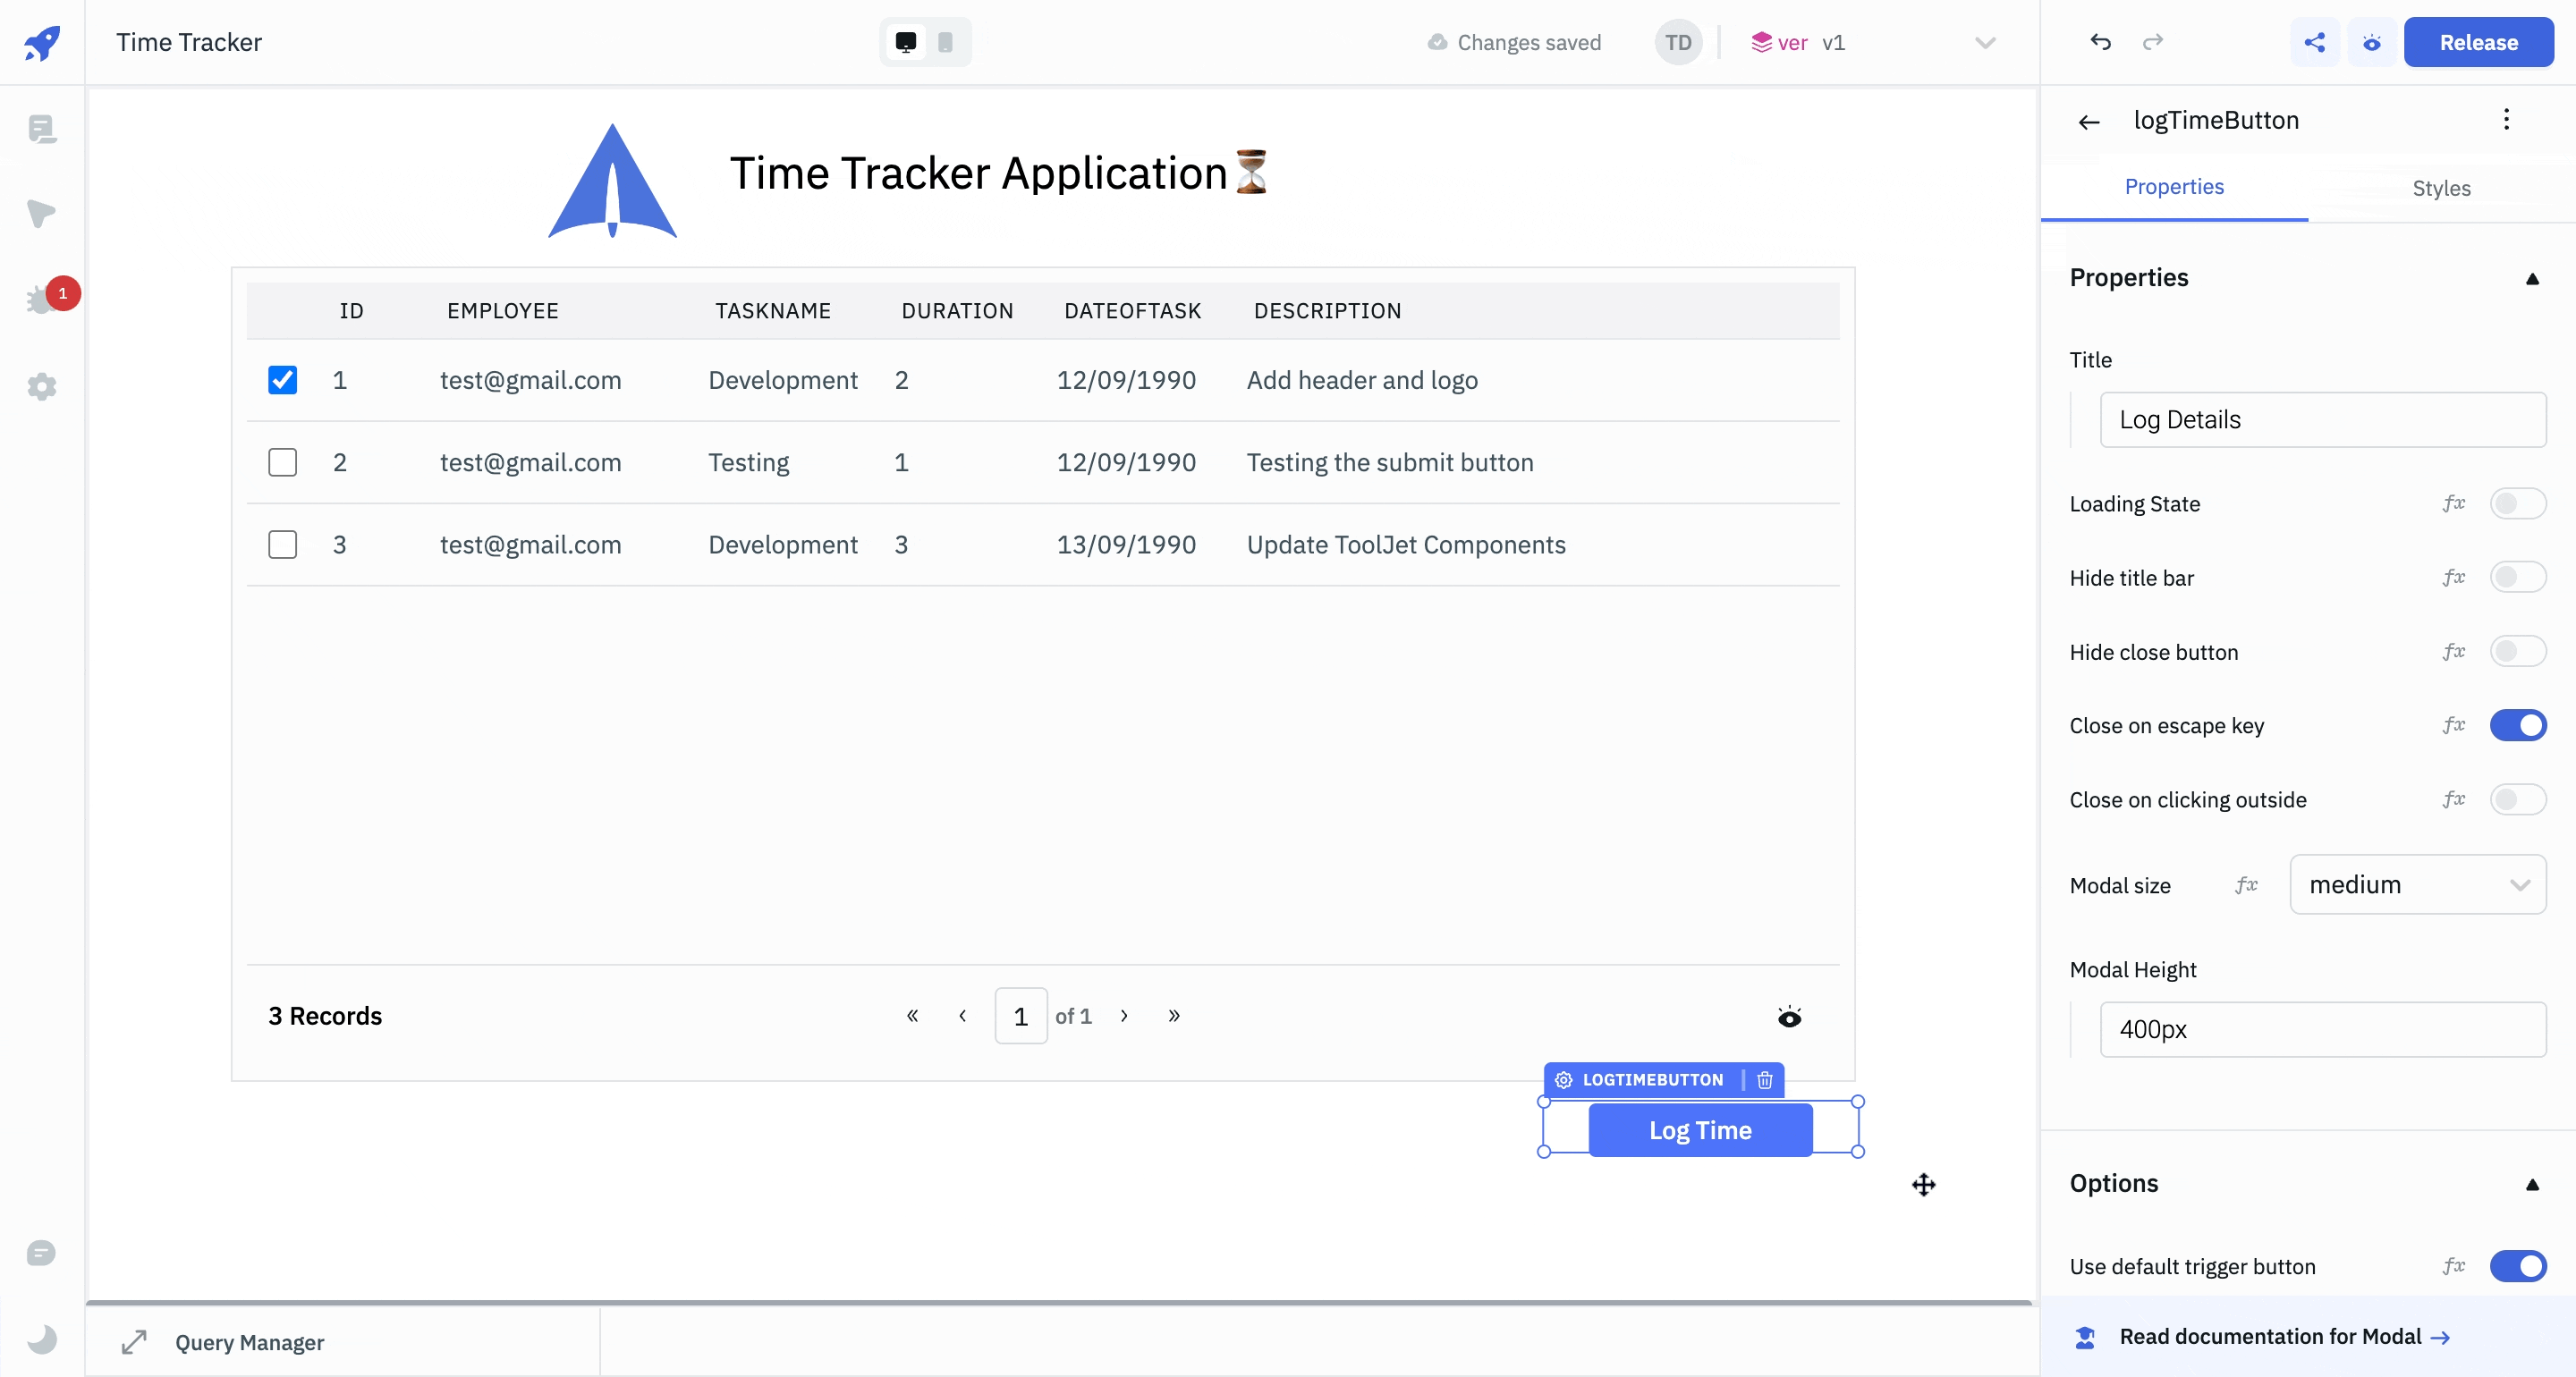 Time Tracker
Changes saved
TD
ver v1
Release
1
Time Tracker Application⏳
ID EMPLOYEE TASKNAME DURATION DATEOFTASK DESCRIPTION
1 test@gmail.com Development 2 12/09/1990 Add header and logo
2 test@gmail.com Testing 1 12/09/1990 Testing the submit button
3 test@gmail.com Development 3 13/09/1990 Update ToolJet Components
3 Records
« ‹ 1 of 1 › »
LOGTIMEBUTTON
Log Time
Query Manager
logTimeButton
Properties Styles
Properties
Title
Log Details
Loading State fx
Hide title bar fx
Hide close button fx
Close on escape key fx
Close on clicking outside fx
Modal size fx medium
Modal Height
400px
Options
Use default trigger button fx
Read documentation for Modal →